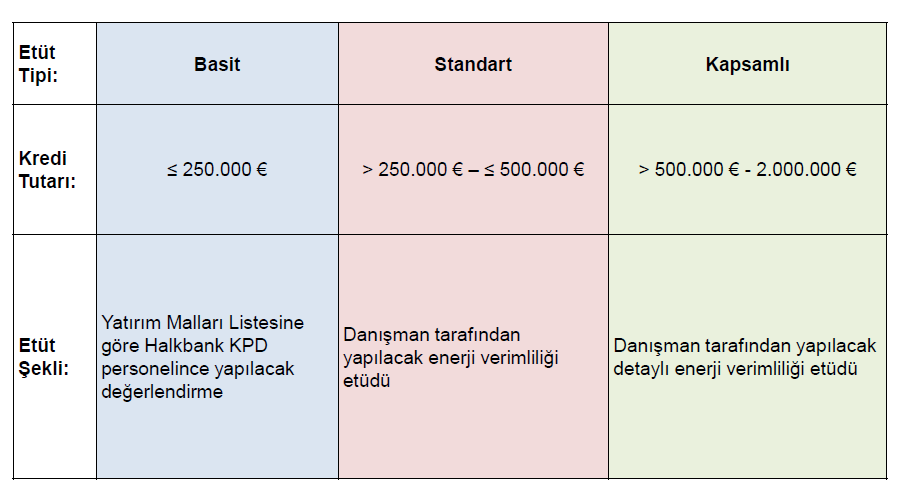 Etüt
Tipi:
Basit
Standart
Kapsamlı
Kredi
Tutarı:
≤ 250.000 €
> 250.000 € – ≤ 500.000 €
> 500.000 € - 2.000.000 €
Etüt
Şekli:
Yatırım Malları Listesine
göre Halkbank KPD
personelince yapılacak
değerlendirme
Danışman tarafından
yapılacak enerji verimliliği
etüdü
Danışman tarafından yapılacak
detaylı enerji verimliliği etüdü